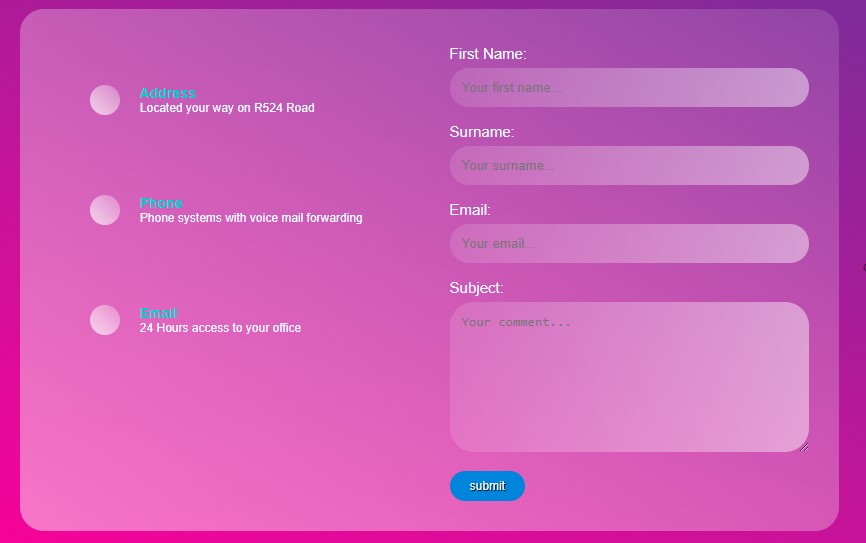 Address
Located your way on R524 Road
Phone
Phone systems with voice mail forwarding
Email
24 Hours access to your office
First Name:
Your first name...
Surname:
Your surname...
Email:
Your email...
Subject:
Your comment...
submit